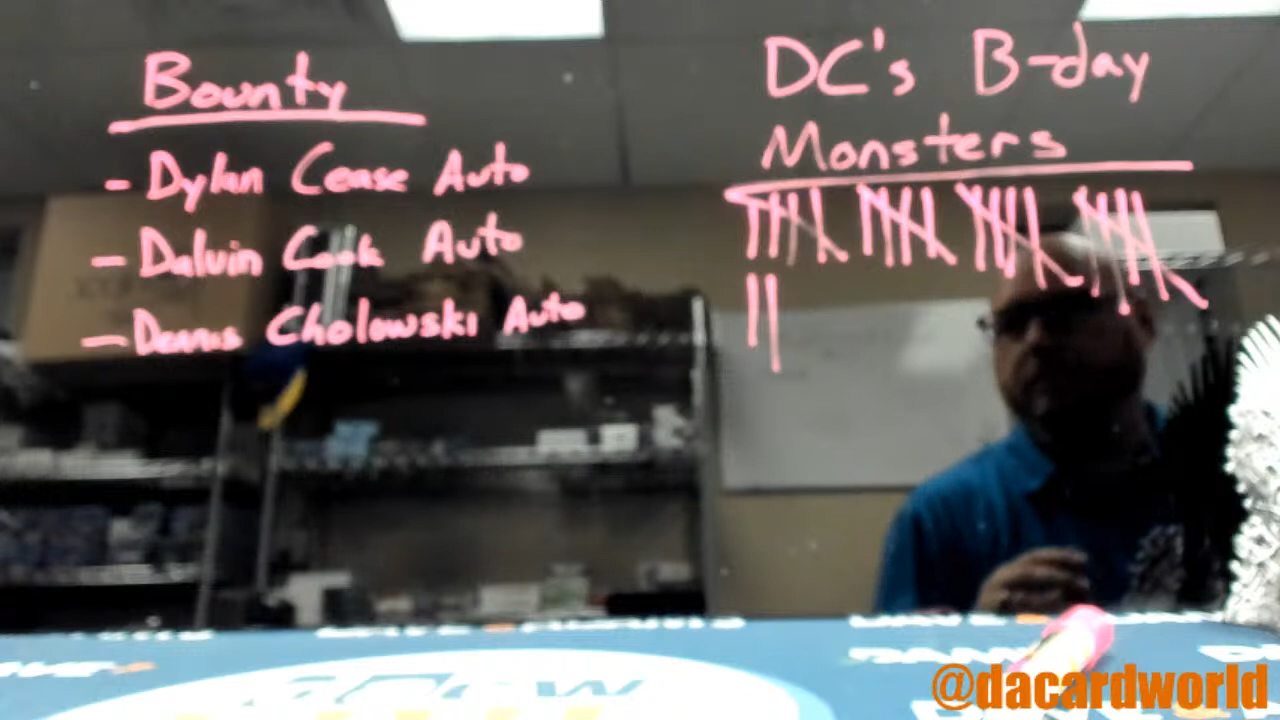 Bounty
- Dylan Cease Auto
- Dalvin Cook Auto
- Dennis Cholowski Auto
DC's B-day
Monsters
@dacardworld